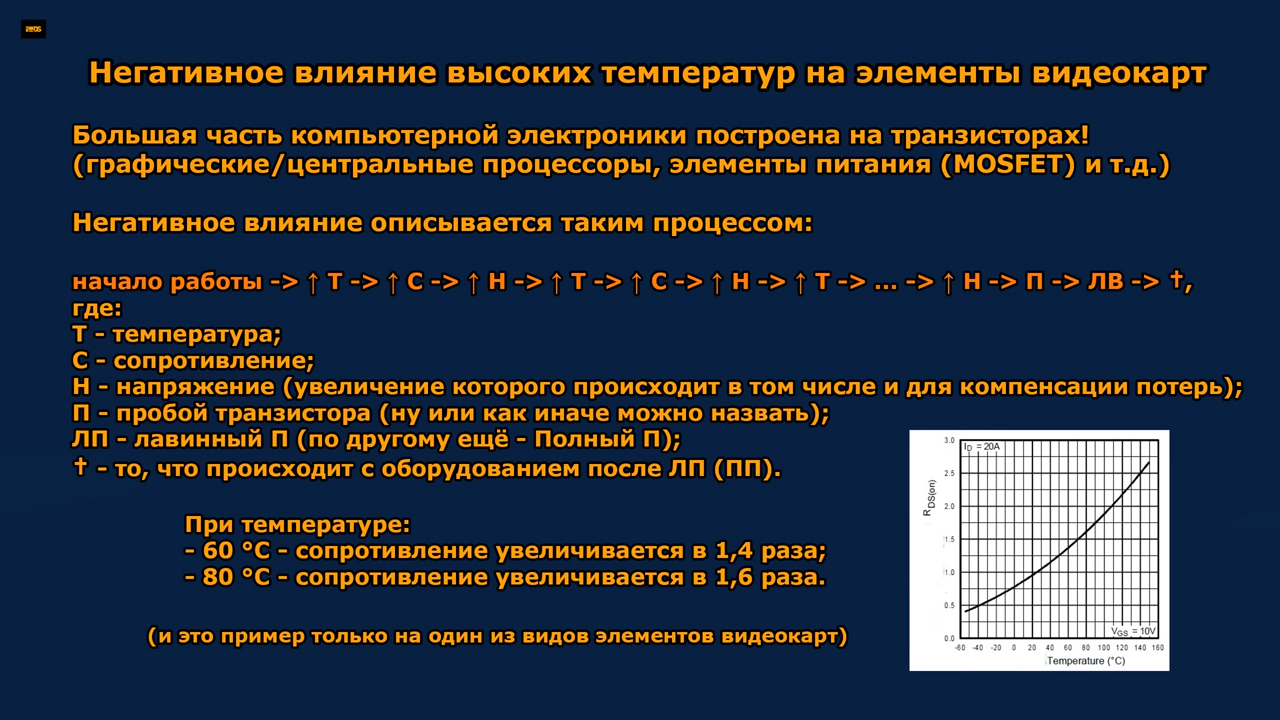 Негативное влияние высоких температур на элементы видеокарт
Большая часть компьютерной электроники построена на транзисторах!
(графические/центральные процессоры, элементы питания (MOSFET) и т.д.)
Негативное влияние описывается таким процессом:
начало работы -> ↑ Т -> ↑ С -> ↑ Н -> ↑ Т -> ↑ С -> ↑ Н -> ↑ Т -> ... -> ↑ Н -> П -> ЛВ -> †,
где:
Т - температура;
С - сопротивление;
Н - напряжение (увеличение которого происходит в том числе и для компенсации потерь);
П - пробой транзистора (ну или как иначе можно назвать);
ЛП - лавинный П (по другому ещё - Полный П);
† - то, что происходит с оборудованием после ЛП (ПП).
При температуре:
- 60 °C - сопротивление увеличивается в 1,4 раза;
- 80 °C - сопротивление увеличивается в 1,6 раза.
(и это пример только на один из видов элементов видеокарт)
3.0
ID = 20A
2.5
RDS(on)
2.0
1.5
1.0
0.5
VGS = 10V
0.0
-60 -40 -20 0 20 40 60 80 100 120 140 160
Temperature (°C)